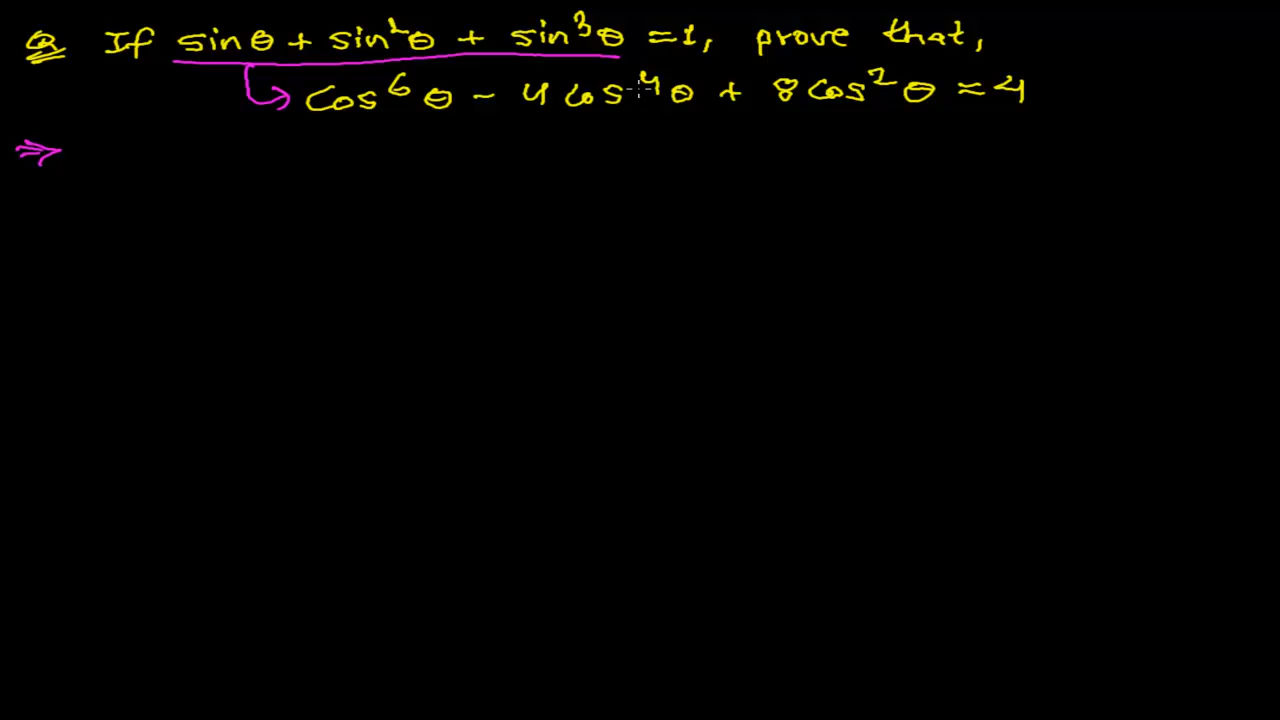 Q If sinθ + sin²θ + sin³θ = 1, prove that,
cos⁶θ - 4cos⁴θ + 8cos²θ = 4